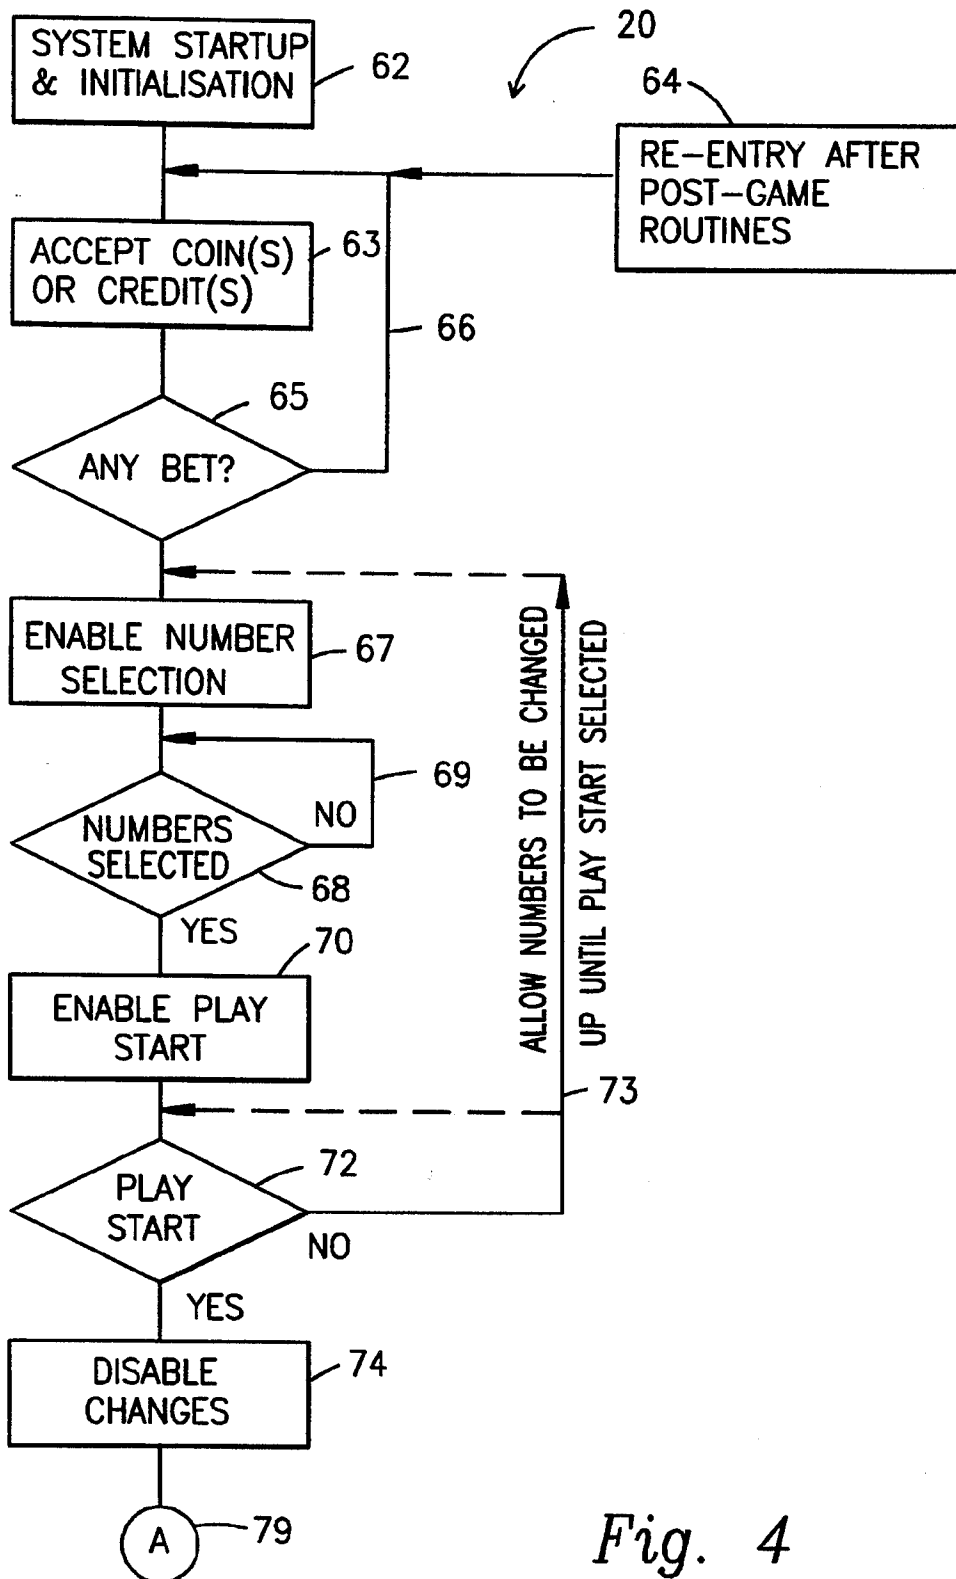 SYSTEM STARTUP
& INITIALISATION
62
20
64
RE-ENTRY AFTER
POST-GAME
ROUTINES
ACCEPT COIN(S)
OR CREDIT(S)
63
66
65
ANY BET?
ENABLE NUMBER
SELECTION
67
69
NUMBERS
SELECTED
NO
68
YES
70
ENABLE PLAY
START
ALLOW NUMBERS TO BE CHANGED
UP UNTIL PLAY START SELECTED
73
72
PLAY
START
NO
YES
DISABLE
CHANGES
74
A
79
Fig. 4